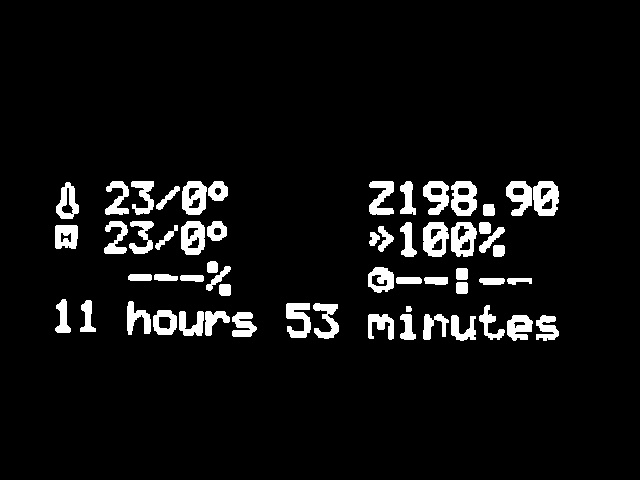 23/0° Z198.90
23/0° »100%
---% --:--
11 hours 53 minutes